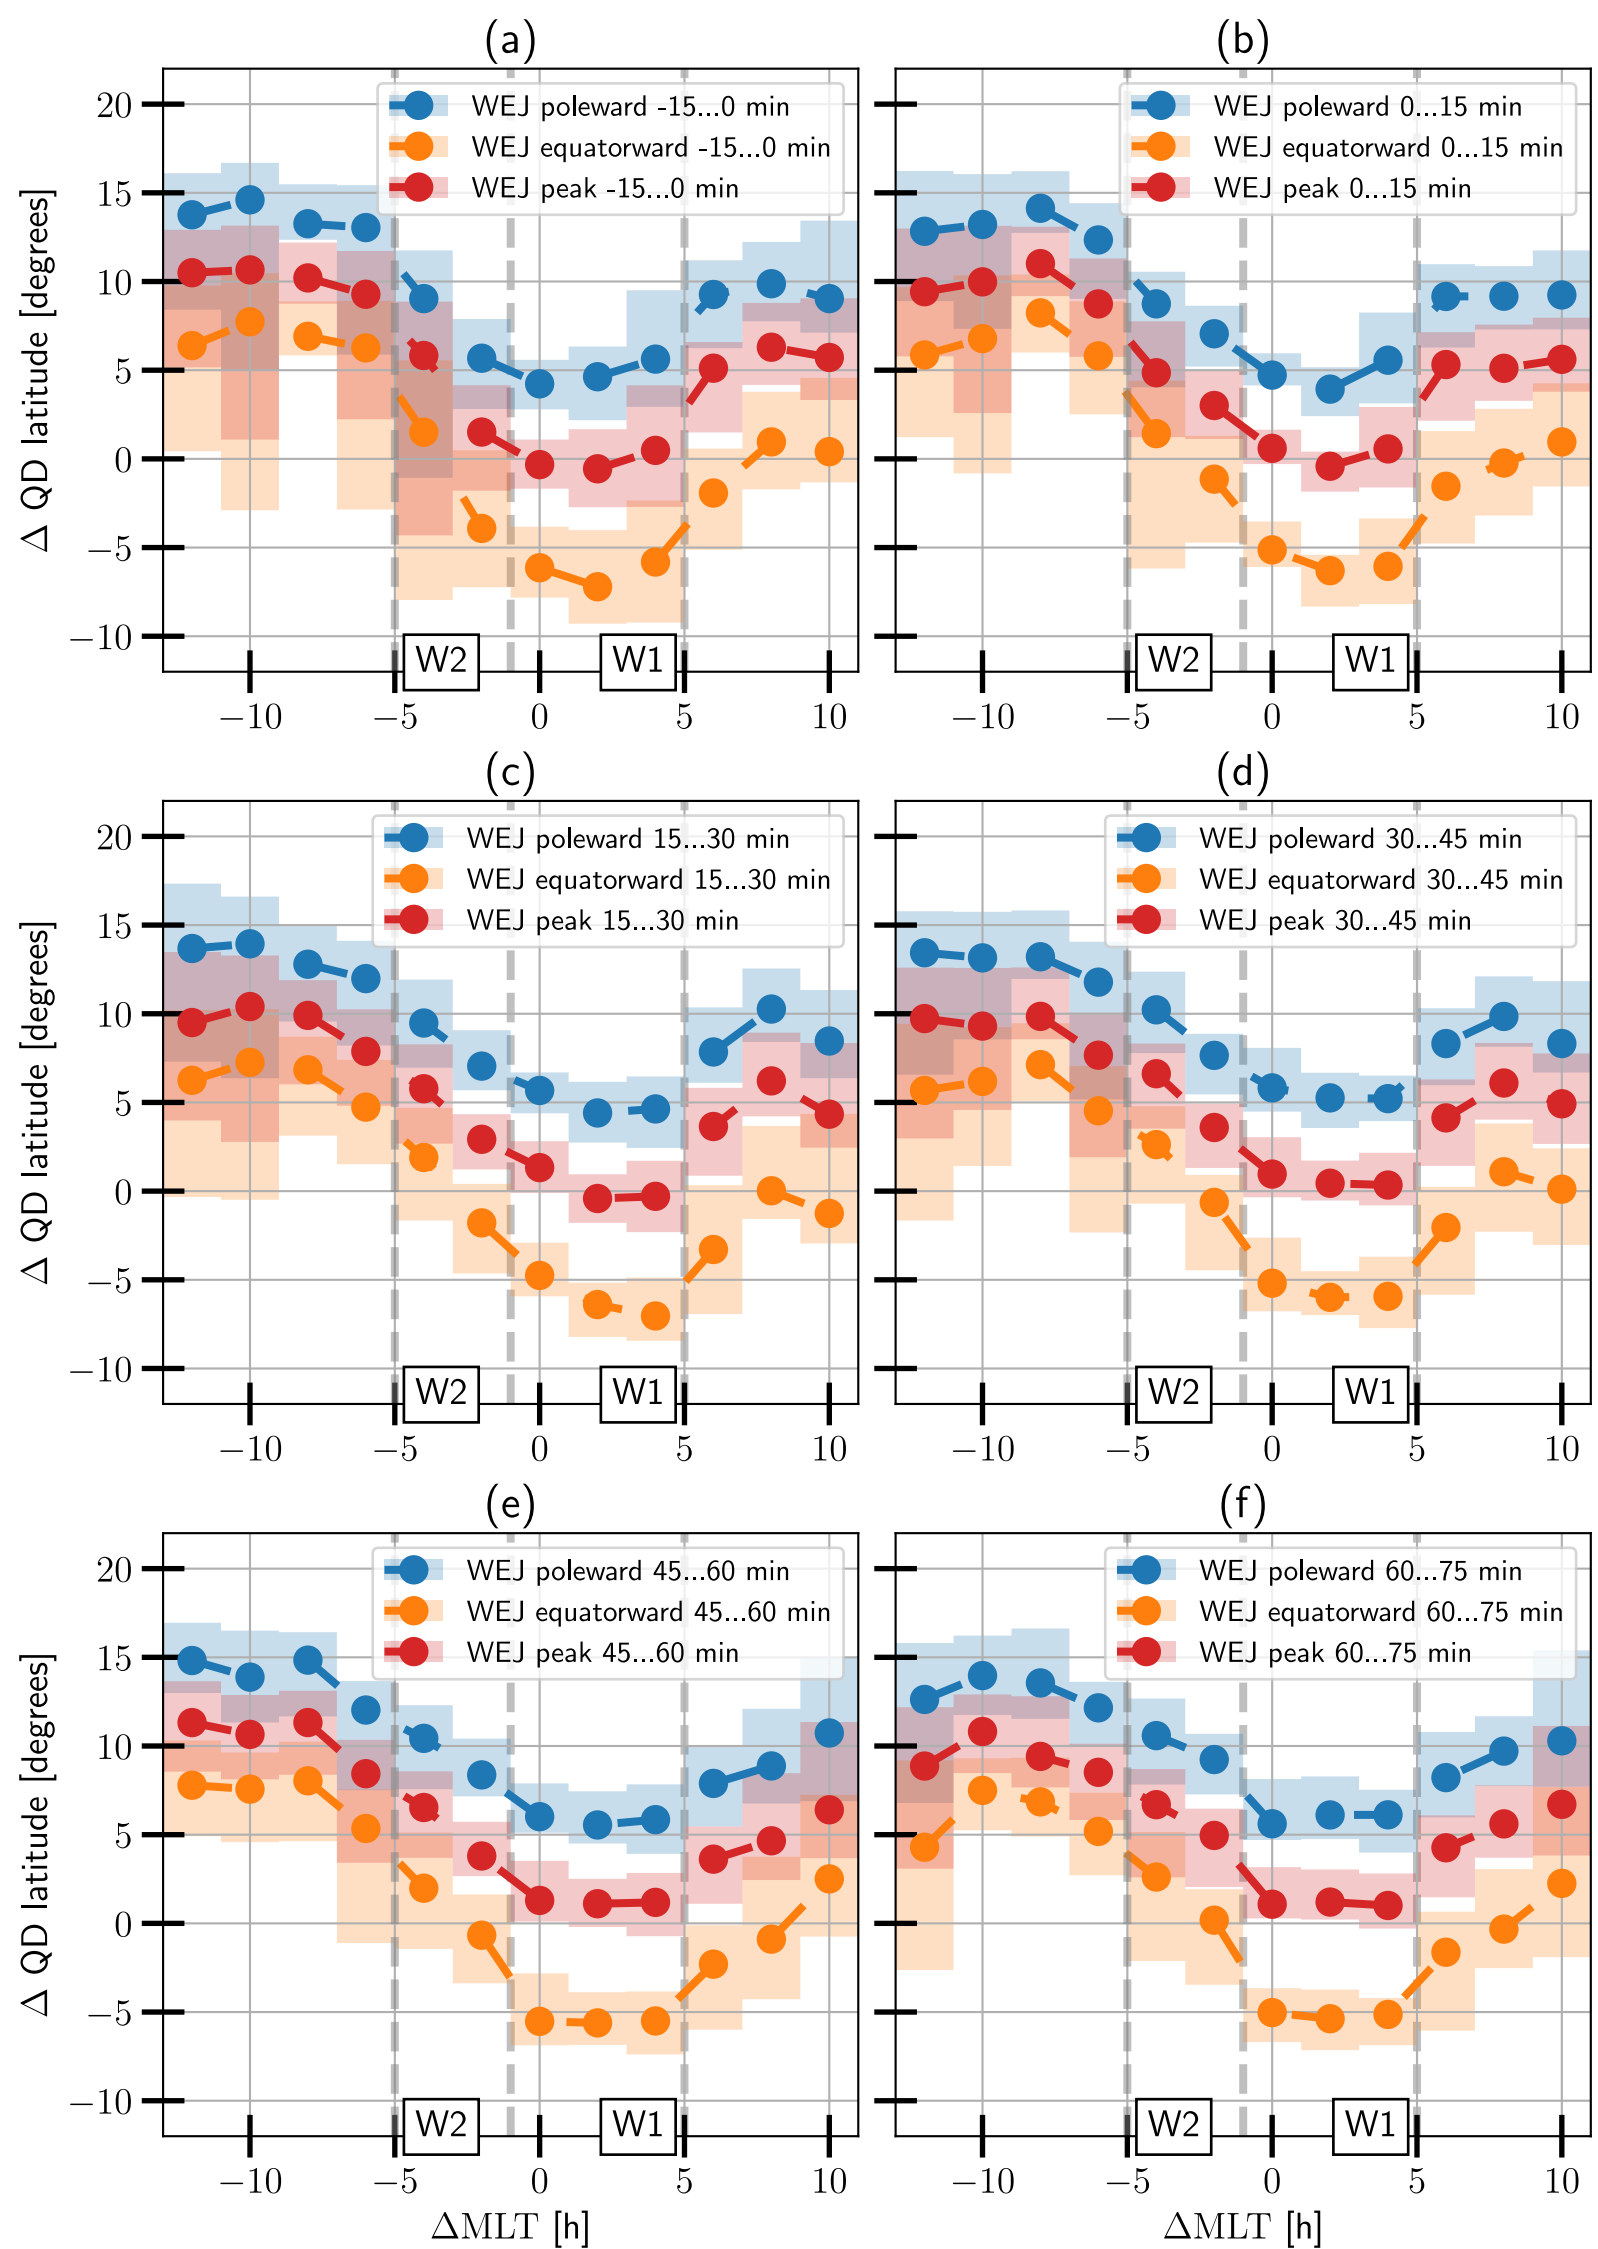 (a)
WEJ poleward -15...0 min
WEJ equatorward -15...0 min
WEJ peak -15...0 min
Δ QD latitude [degrees]
20
15
10
5
0
−5
−10
W2
W1
−10
−5
0
5
10
(b)
WEJ poleward 0...15 min
WEJ equatorward 0...15 min
WEJ peak 0...15 min
W2
W1
−10
−5
0
5
10
(c)
WEJ poleward 15...30 min
WEJ equatorward 15...30 min
WEJ peak 15...30 min
Δ QD latitude [degrees]
20
15
10
5
0
−5
−10
W2
W1
−10
−5
0
5
10
(d)
WEJ poleward 30...45 min
WEJ equatorward 30...45 min
WEJ peak 30...45 min
W2
W1
−10
−5
0
5
10
(e)
WEJ poleward 45...60 min
WEJ equatorward 45...60 min
WEJ peak 45...60 min
Δ QD latitude [degrees]
20
15
10
5
0
−5
−10
W2
W1
−10
−5
0
5
10
ΔMLT [h]
(f)
WEJ poleward 60...75 min
WEJ equatorward 60...75 min
WEJ peak 60...75 min
W2
W1
−10
−5
0
5
10
ΔMLT [h]